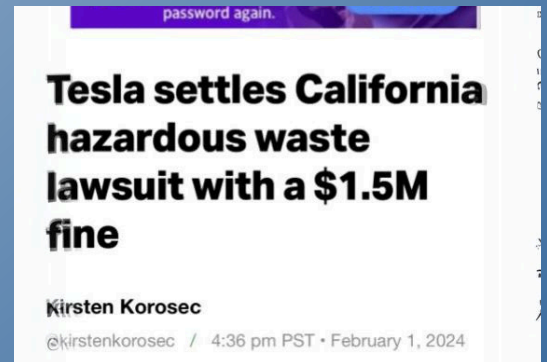 password again.
Tesla settles California
hazardous waste
lawsuit with a $1.5M
fine
Kirsten Korosec
@kirstenkorosec / 4:36 pm PST • February 1, 2024